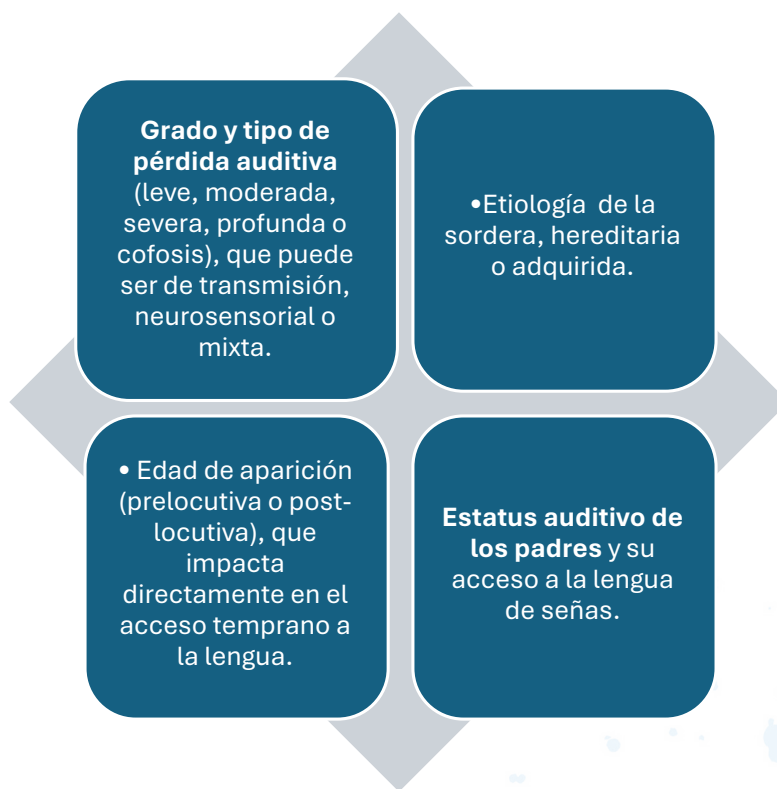 Grado y tipo de
pérdida auditiva
(leve, moderada,
severa, profunda o
cofosis), que puede
ser de transmisión,
neurosensorial o
mixta.
•Etiología  de la
sordera, hereditaria
o adquirida.
• Edad de aparición
(prelocutiva o post-
locutiva), que
impacta
directamente en el
acceso temprano a
la lengua.
Estatus auditivo de
los padres y su
acceso a la lengua
de señas.